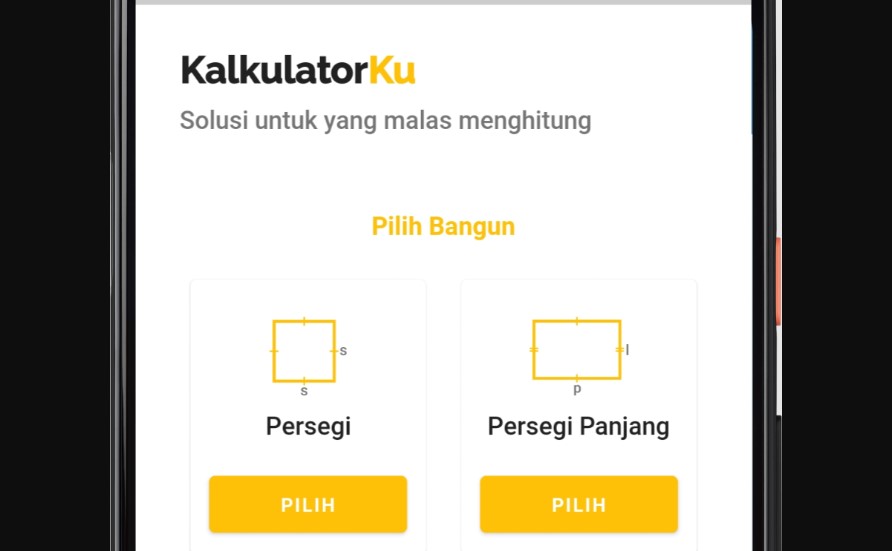 KalkulatorKu
Solusi untuk yang malas menghitung
Pilih Bangun
s
s
Persegi
PILIH
l
p
Persegi Panjang
PILIH